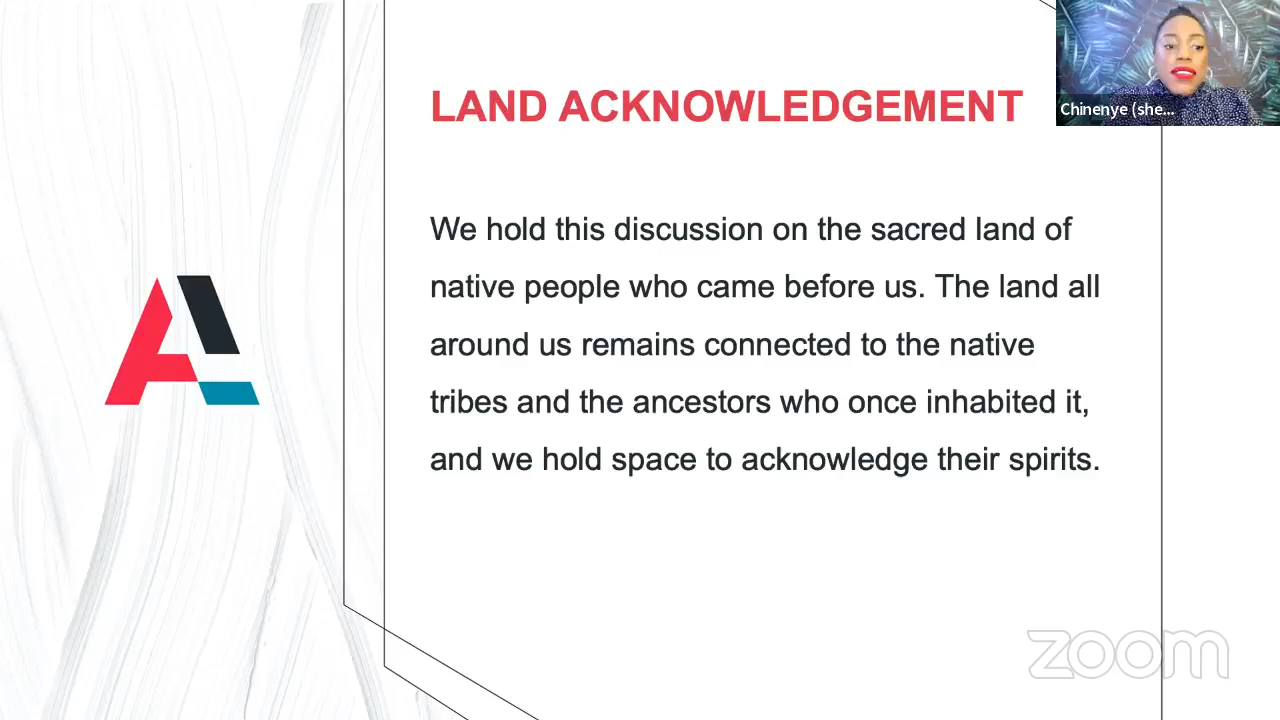 LAND ACKNOWLEDGEMENT
Chinenye (she...
We hold this discussion on the sacred land of
native people who came before us. The land all
around us remains connected to the native
tribes and the ancestors who once inhabited it,
and we hold space to acknowledge their spirits.
zoom